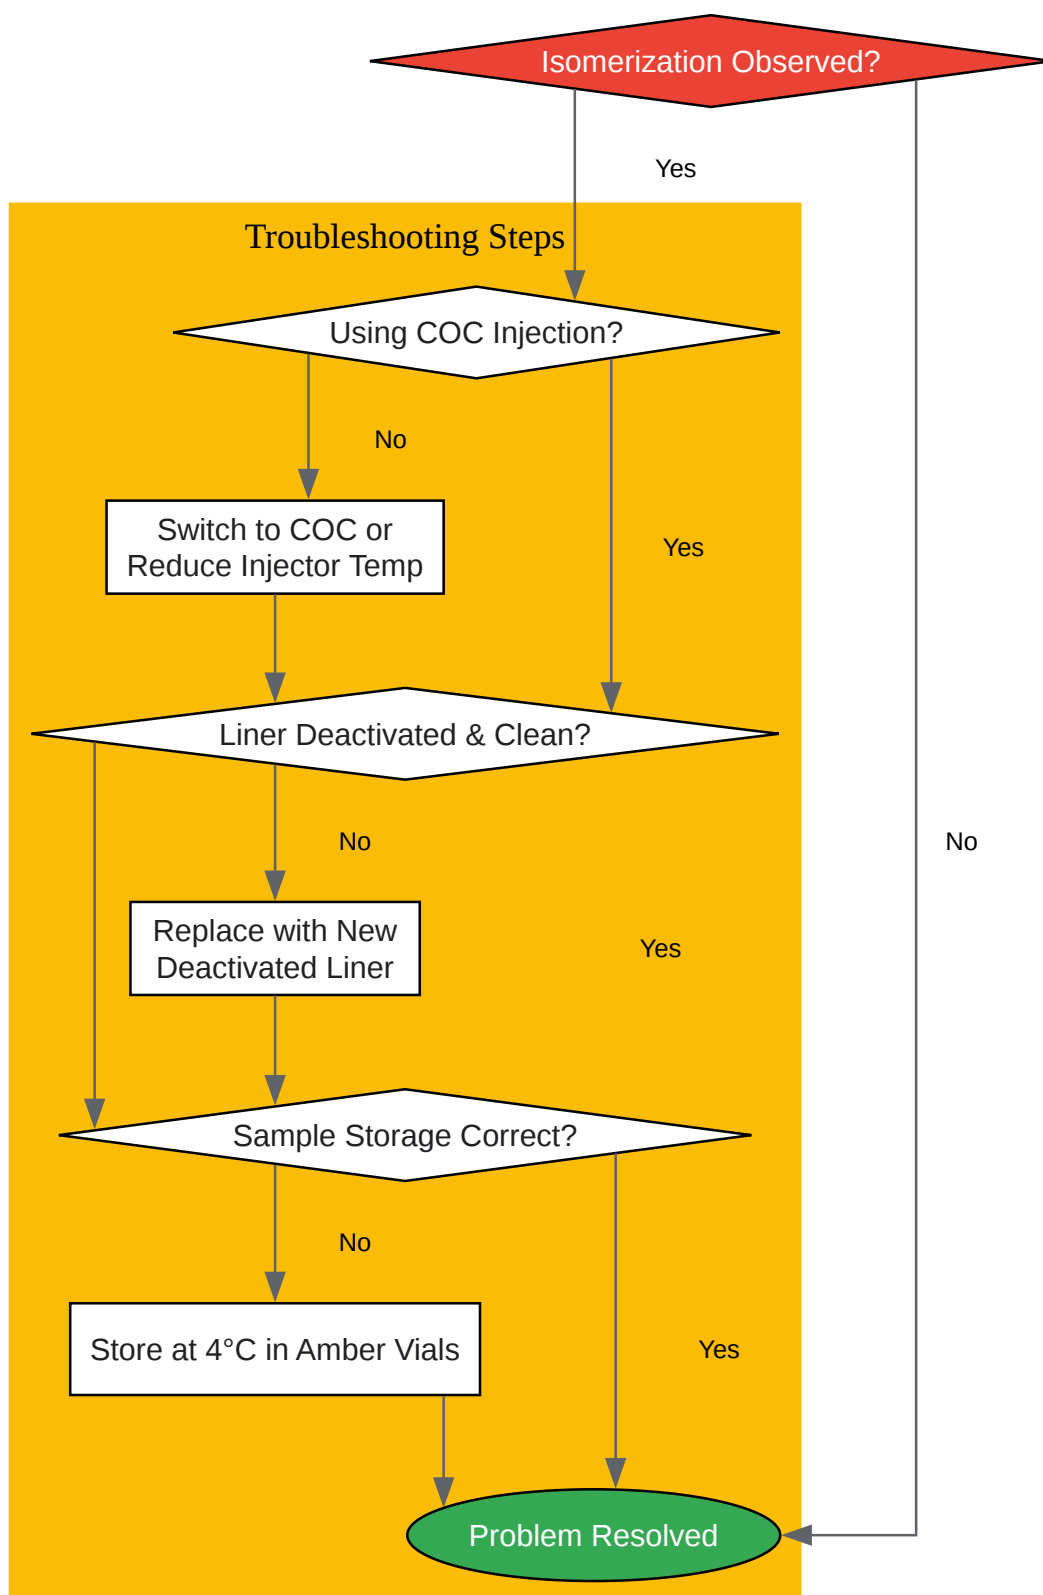 Isomerization Observed?
Yes
Troubleshooting Steps
Using COC Injection?
No
Switch to COC or
Reduce Injector Temp
Yes
Liner Deactivated & Clean?
No
No
Replace with New
Deactivated Liner
Yes
Sample Storage Correct?
No
Store at 4°C in Amber Vials
Yes
Problem Resolved